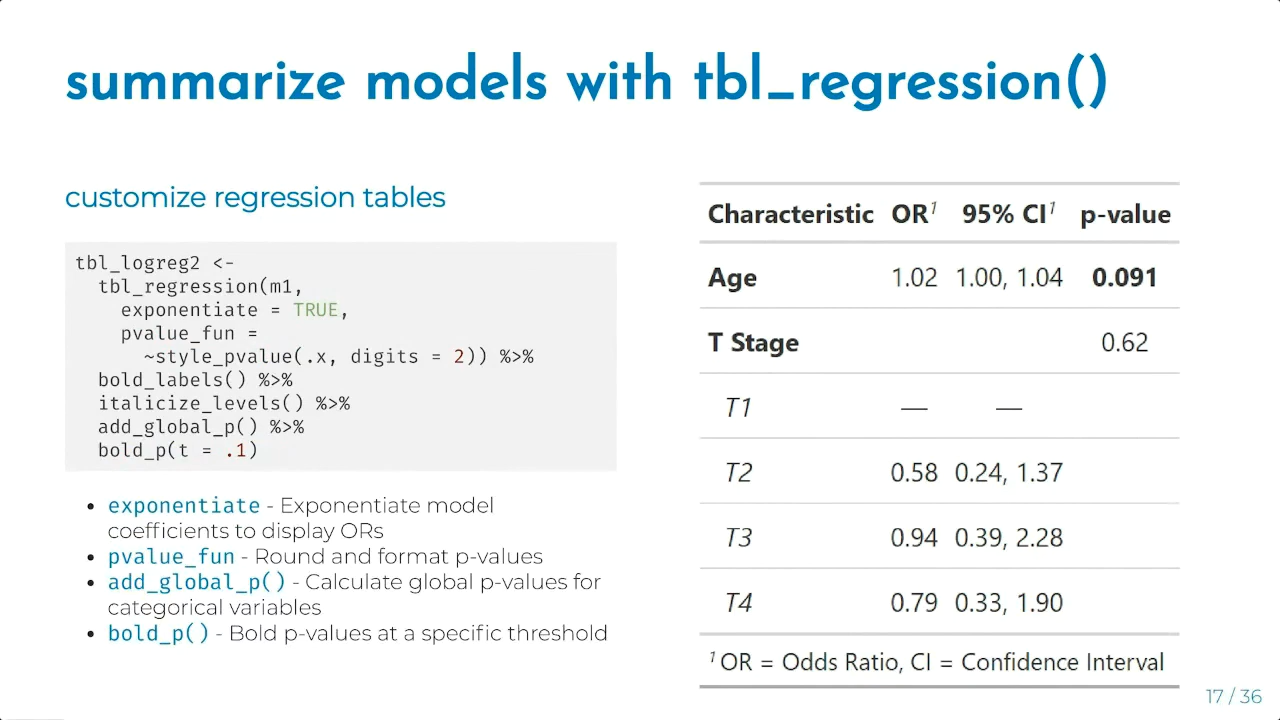 summarize models with tbl_regression()
customize regression tables
tbl_logreg2 <-
  tbl_regression(m1,
    exponentiate = TRUE,
    pvalue_fun =
      ~style_pvalue(.x, digits = 2)) %>%
  bold_labels() %>%
  italicize_levels() %>%
  add_global_p() %>%
  bold_p(t = .1)
• exponentiate - Exponentiate model
coefficients to display ORs
• pvalue_fun - Round and format p-values
• add_global_p() - Calculate global p-values for
categorical variables
• bold_p() - Bold p-values at a specific threshold
Characteristic OR¹ 95% CI¹ p-value
Age 1.02 1.00, 1.04 0.091
T Stage 0.62
T1 — —
T2 0.58 0.24, 1.37
T3 0.94 0.39, 2.28
T4 0.79 0.33, 1.90
¹ OR = Odds Ratio, CI = Confidence Interval
17 / 36